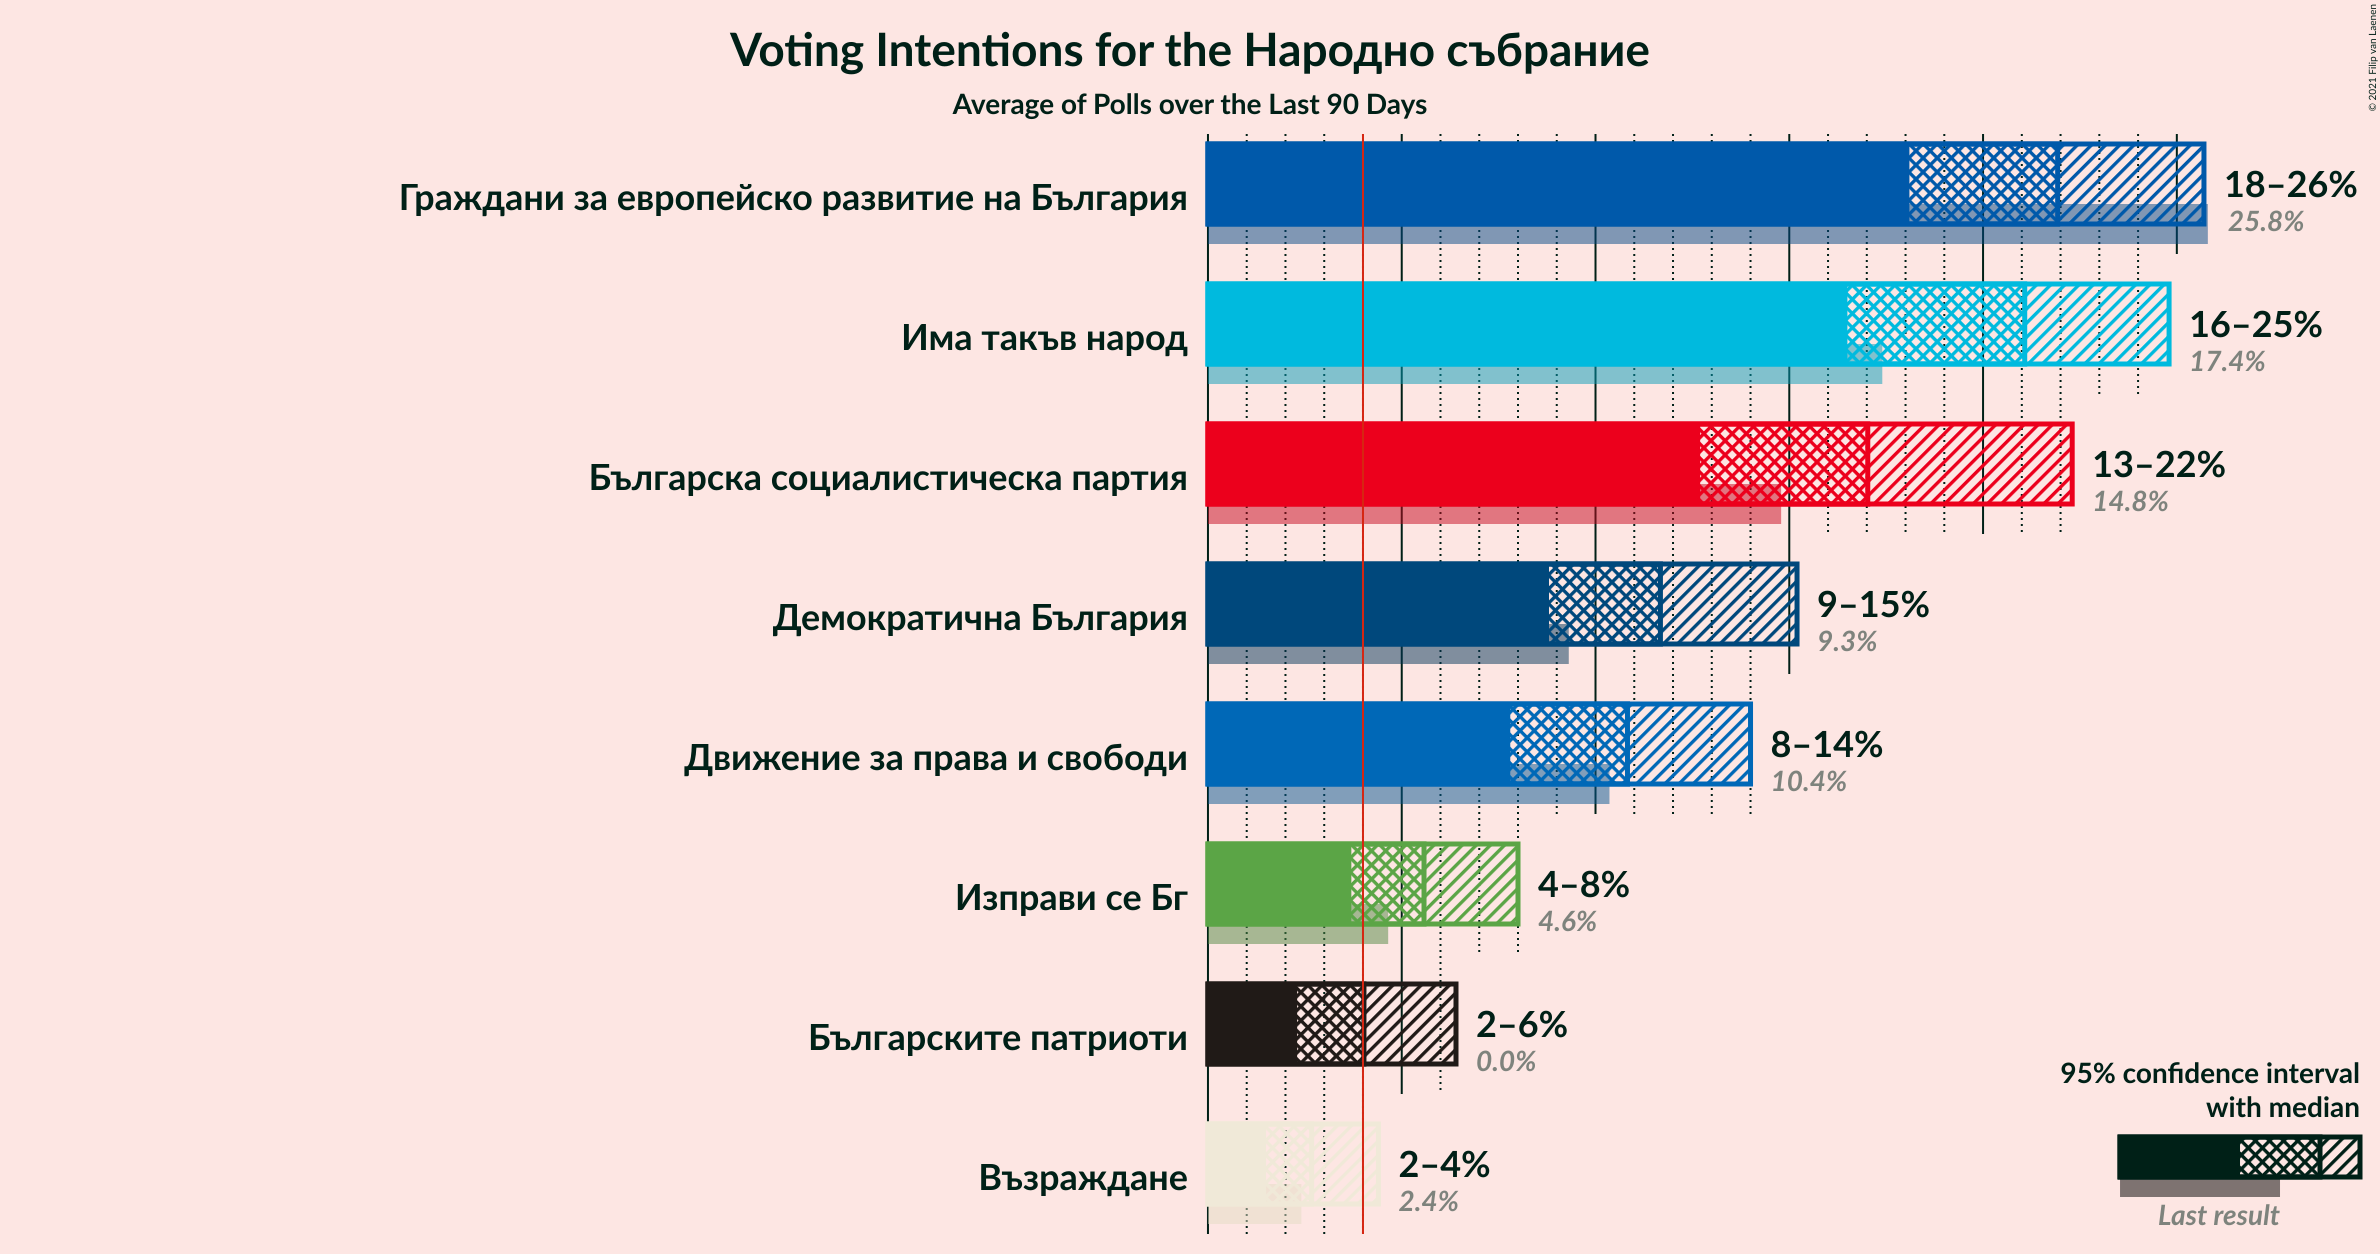 © 2021 Filip van Laenen
Voting Intentions for the Народно събрание
Average of Polls over the Last 90 Days
Граждани за европейско развитие на България
18–26%
25.8%
Има такъв народ
16–25%
17.4%
Българска социалистическа партия
13–22%
14.8%
Демократична България
9–15%
9.3%
Движение за права и свободи
8–14%
10.4%
Изправи се Бг
4–8%
4.6%
Българските патриоти
2–6%
0.0%
Възраждане
2–4%
2.4%
95% confidence interval
with median
Last result